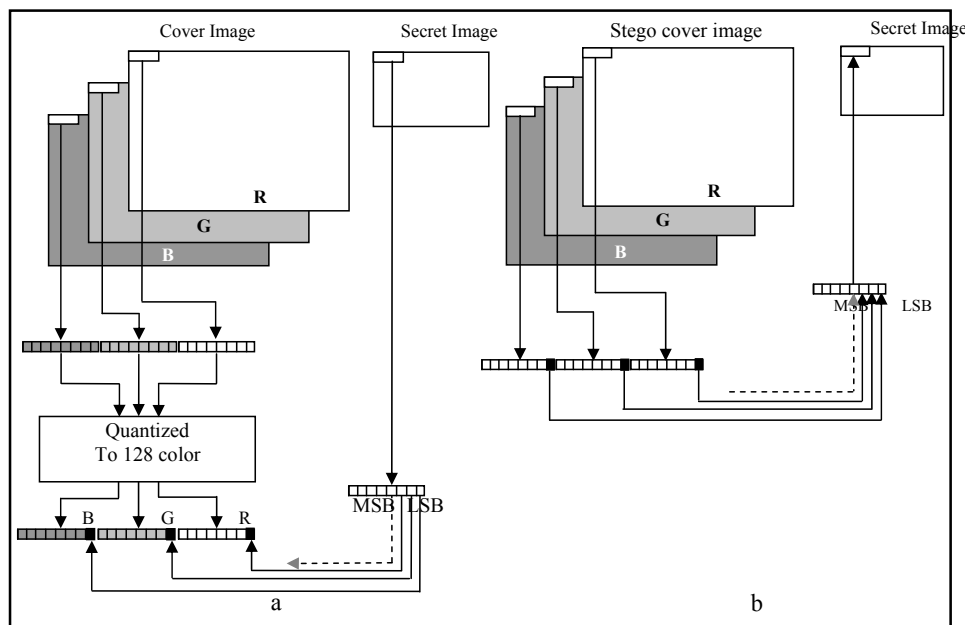 Cover Image
Secret Image
R
G
B
Quantized
To 128 color
MSB LSB
B G R
a
Stego cover image
Secret Image
R
G
B
MSB LSB
b